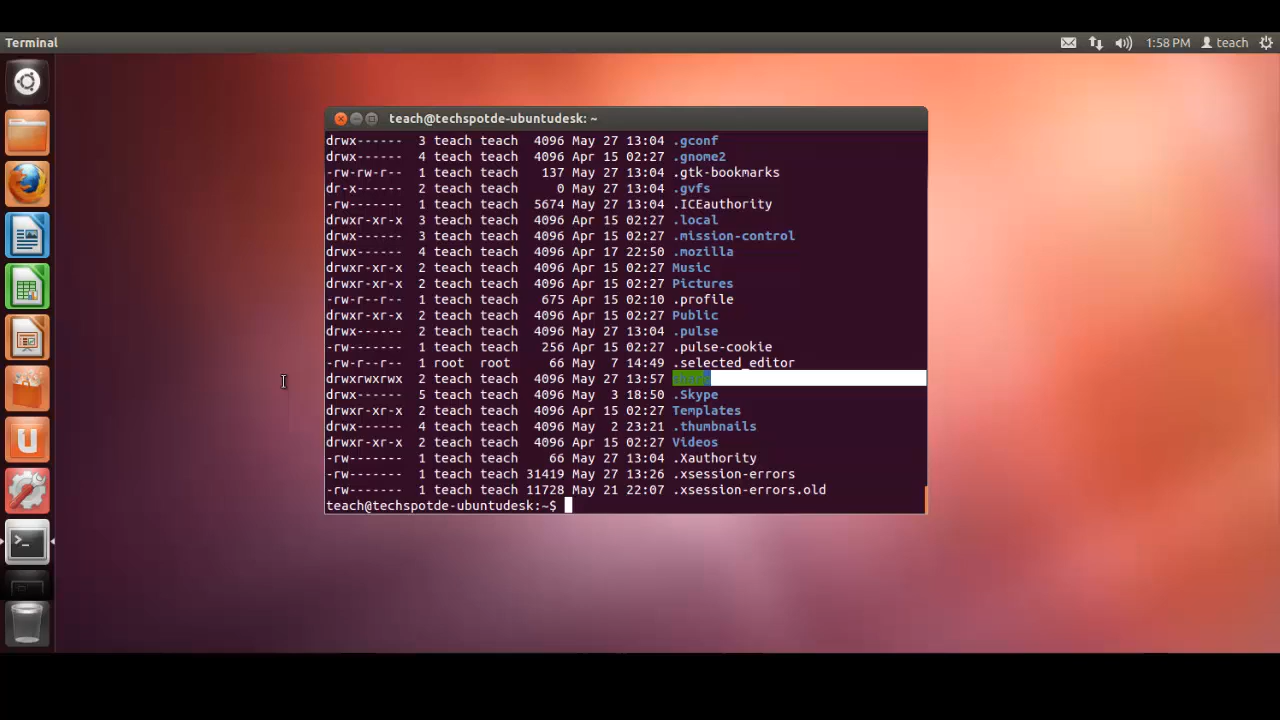 Terminal
1:58 PM teach
teach@techspotde-ubuntudesk: ~
drwx------ 3 teach teach 4096 May 27 13:04 .gconf
drwx------ 4 teach teach 4096 Apr 15 02:27 .gnome2
-rw-rw-r-- 1 teach teach 137 May 27 13:04 .gtk-bookmarks
dr-x------ 2 teach teach 0 May 27 13:04 .gvfs
-rw------- 1 teach teach 5674 May 27 13:04 .ICEauthority
drwxr-xr-x 3 teach teach 4096 Apr 15 02:27 .local
drwx------ 3 teach teach 4096 Apr 15 02:27 .mission-control
drwx------ 4 teach teach 4096 Apr 17 22:50 .mozilla
drwxr-xr-x 2 teach teach 4096 Apr 15 02:27 Music
drwxr-xr-x 2 teach teach 4096 Apr 15 02:27 Pictures
-rw-r--r-- 1 teach teach 675 Apr 15 02:10 .profile
drwxr-xr-x 2 teach teach 4096 Apr 15 02:27 Public
drwx------ 2 teach teach 4096 May 27 13:04 .pulse
-rw------- 1 teach teach 256 Apr 15 02:27 .pulse-cookie
-rw-r--r-- 1 root root 66 May 7 14:49 .selected_editor
drwxrwxrwx 2 teach teach 4096 May 27 13:57
drwx------ 5 teach teach 4096 May 3 18:50 .Skype
drwxr-xr-x 2 teach teach 4096 Apr 15 02:27 Templates
drwx------ 4 teach teach 4096 May 2 23:21 .thumbnails
drwxr-xr-x 2 teach teach 4096 Apr 15 02:27 Videos
-rw------- 1 teach teach 66 May 27 13:04 .Xauthority
-rw------- 1 teach teach 31419 May 27 13:26 .xsession-errors
-rw------- 1 teach teach 11728 May 21 22:07 .xsession-errors.old
teach@techspotde-ubuntudesk:~$